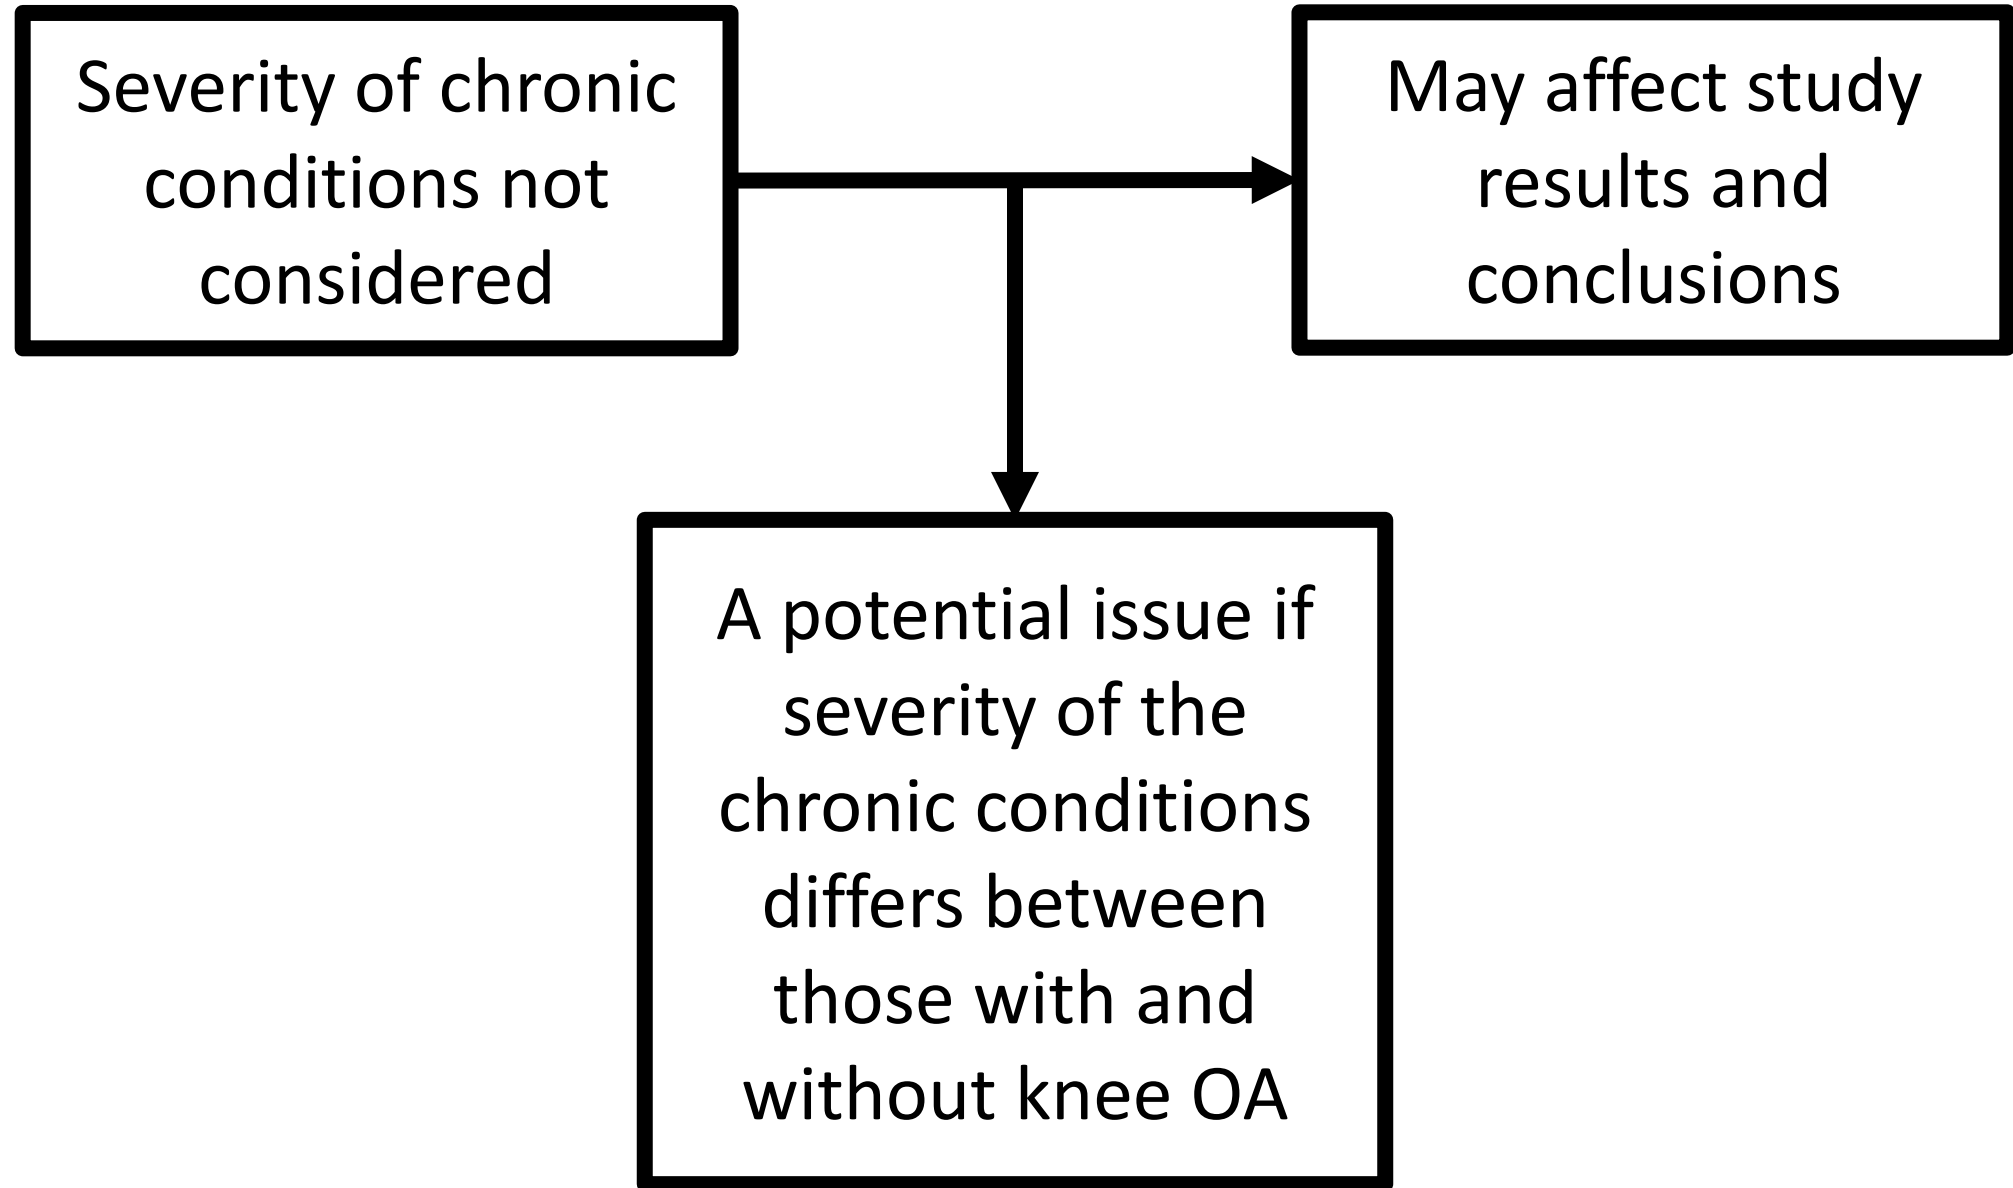 Severity of chronic
conditions not
considered
May affect study
results and
conclusions
A potential issue if
severity of the
chronic conditions
differs between
those with and
without knee OA